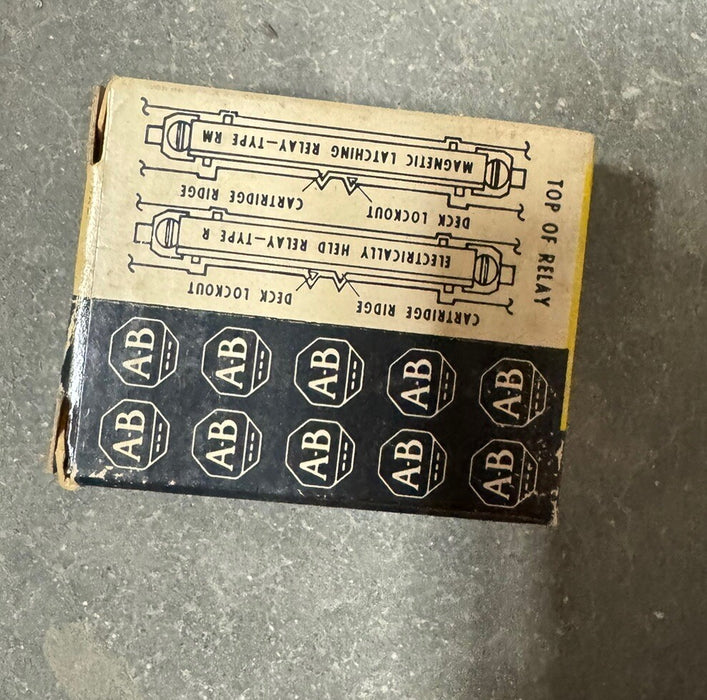 TOP OF RELAY
CARTRIDGE RIDGE
DECK LOCKOUT
ELECTRICALLY HELD RELAY—TYPE R
DECK LOCKOUT
CARTRIDGE RIDGE
MAGNETIC LATCHING RELAY—TYPE RM
A·B
A·B
A·B
A·B
A·B
A·B
A·B
A·B
A·B
A·B